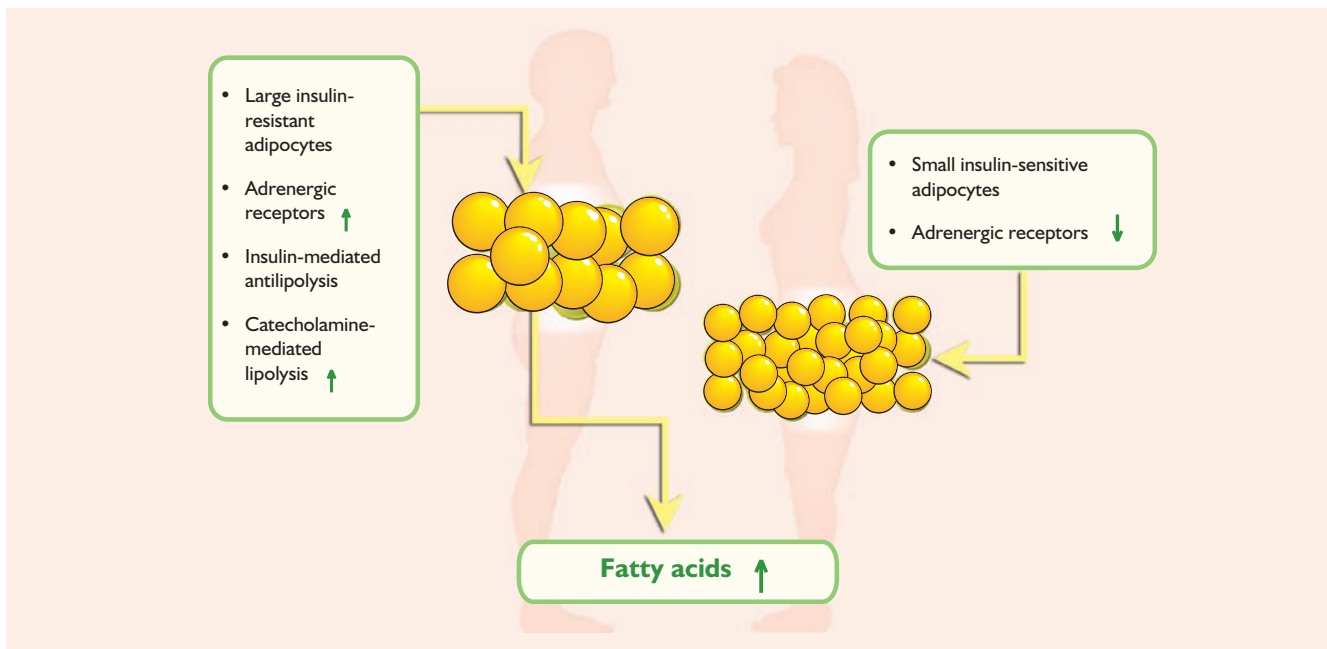 • Large insulin-
resistant
adipocytes
• Adrenergic
receptors ↑
• Insulin-mediated
antilipolysis
• Catecholamine-
mediated
lipolysis ↑
• Small insulin-sensitive
adipocytes
• Adrenergic receptors ↓
Fatty acids ↑